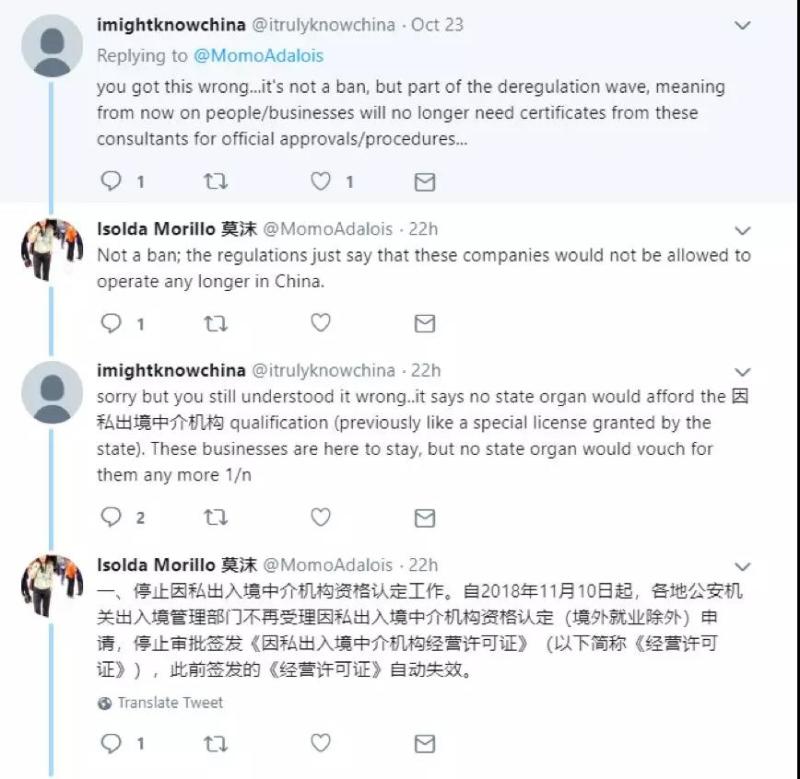 imightknowchina @itrulyknowchina · Oct 23
Replying to @MomoAdalois
you got this wrong...it's not a ban, but part of the deregulation wave, meaning
from now on people/businesses will no longer need certificates from these
consultants for official approvals/procedures...
1 1
Isolda Morillo 莫沫 @MomoAdalois · 22h
Not a ban; the regulations just say that these companies would not be allowed to
operate any longer in China.
1
imightknowchina @itrulyknowchina · 22h
sorry but you still understood it wrong..it says no state organ would afford the 因
私出境中介机构 qualification (previously like a special license granted by the
state). These businesses are here to stay, but no state organ would vouch for
them any more 1/n
2
Isolda Morillo 莫沫 @MomoAdalois · 22h
一、停止因私出入境中介机构资格认定工作。自2018年11月10日起，各地公安机
关出入境管理部门不再受理因私出入境中介机构资格认定（境外就业除外）申
请，停止审批签发《因私出入境中介机构经营许可证》（以下简称《经营许可
证》），此前签发的《经营许可证》自动失效。
Translate Tweet
1